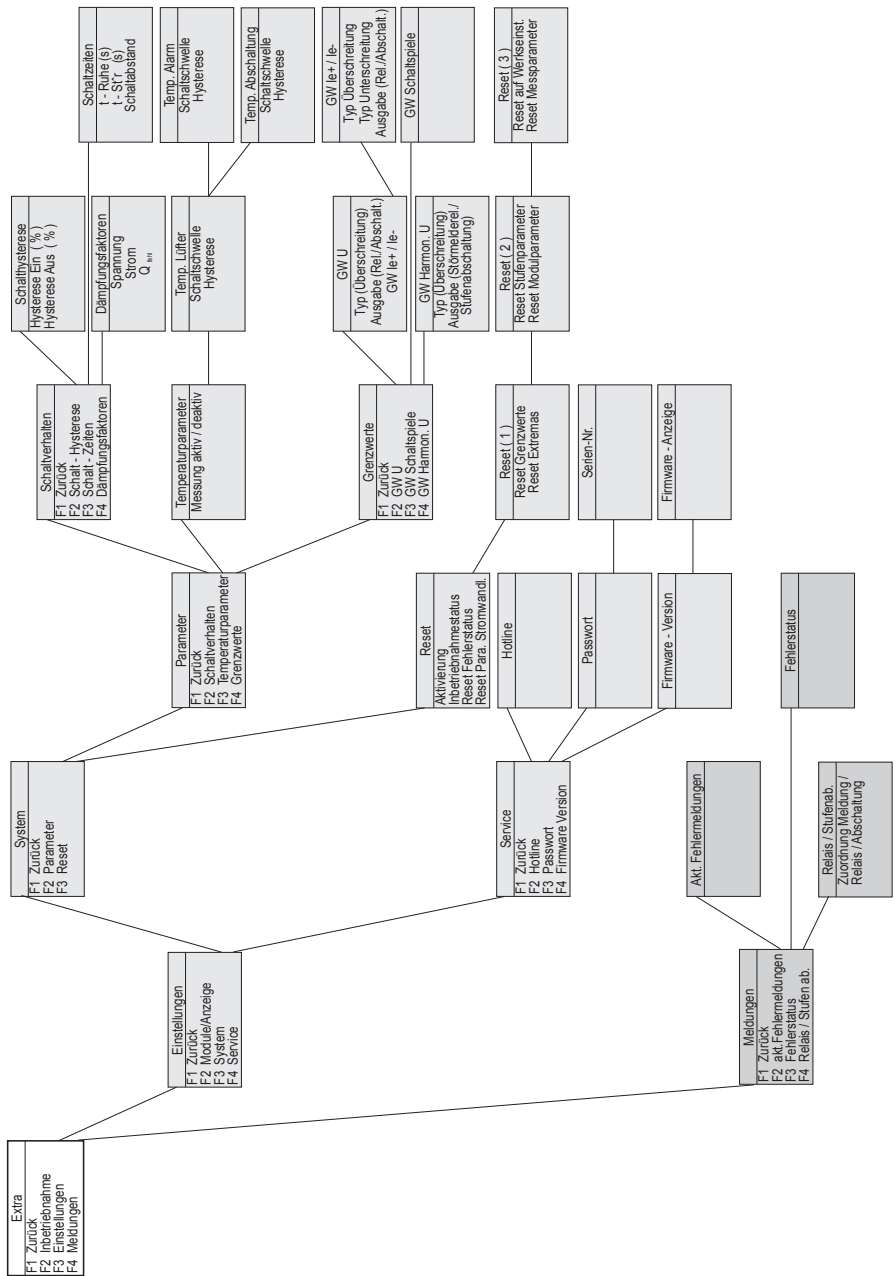 Extra
F1 Zurück
F2 Inbetriebnahme
F3 Einstellungen
F4 Meldungen
Einstellungen
F1 Zurück
F2 Module/Anzeige
F3 System
F4 Service
Meldungen
F1 Zurück
F2 akt.Fehlermeldungen
F3 Fehlerstatus
F4 Relais / Stufen ab.
System
F1 Zurück
F2 Parameter
F3 Reset
Service
F1 Zurück
F2 Hotline
F3 Passwort
F4 Firmware Version
Akt. Fehlermeldungen
Relais / Stufenab.
Zuordnung Meldung /
Relais / Abschaltung
Parameter
F1 Zurück
F2 Schaltverhalten
F3 Temperaturparameter
F4 Grenzwerte
Reset
Aktivierung
Inbetriebnahmestatus
Reset Fehlerstatus
Reset Para. Stromwandl.
Hotline
Passwort
Firmware - Version
Fehlerstatus
Schaltverhalten
F1 Zurück
F2 Schalt - Hysterese
F3 Schalt - Zeiten
F4 Dämpfungsfaktoren
Temperaturparameter
Messung aktiv / deaktiv
Grenzwerte
F1 Zurück
F2 GW U
F3 GW Schaltspiele
F4 GW Harmon. U
Reset ( 1 )
Reset Grenzwerte
Reset Extremas
Serien-Nr.
Firmware - Anzeige
Schalthysterese
Hysterese Ein ( % )
Hysterese Aus ( % )
Dämpfungsfaktoren
Spannung
Strom
Q fehl
Temp. Lüfter
Schaltschwelle
Hysterese
GW U
Typ (Überschreitung)
Ausgabe (Rel./Abschalt.)
GW Ie+ / Ie-
GW Harmon. U
Typ (Überschreitung)
Ausgabe (Störmelderel./
Stufenabschaltung)
Reset ( 2 )
Reset Stufenparameter
Reset Modulparameter
Schaltzeiten
t - Ruhe (s)
t - St˜r (s)
Schaltabstand
Temp. Alarm
Schaltschwelle
Hysterese
Temp. Abschaltung
Schaltschwelle
Hysterese
GW Ie+ / Ie-
Typ Überschreitung
Typ Unterschreitung
Ausgabe (Rel./Abschalt.)
GW Schaltspiele
Reset ( 3 )
Reset auf Werkseinst.
Reset Messparameter